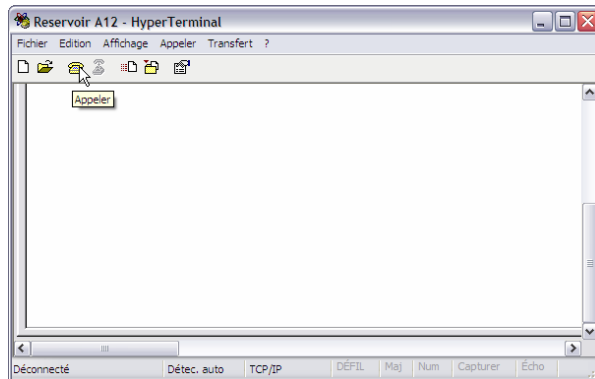 Reservoir A12 - HyperTerminal
Fichier Edition Affichage Appeler Transfert ?
Appeler
Déconnecté Détec. auto TCP/IP DÉFIL Maj Num Capturer Écho